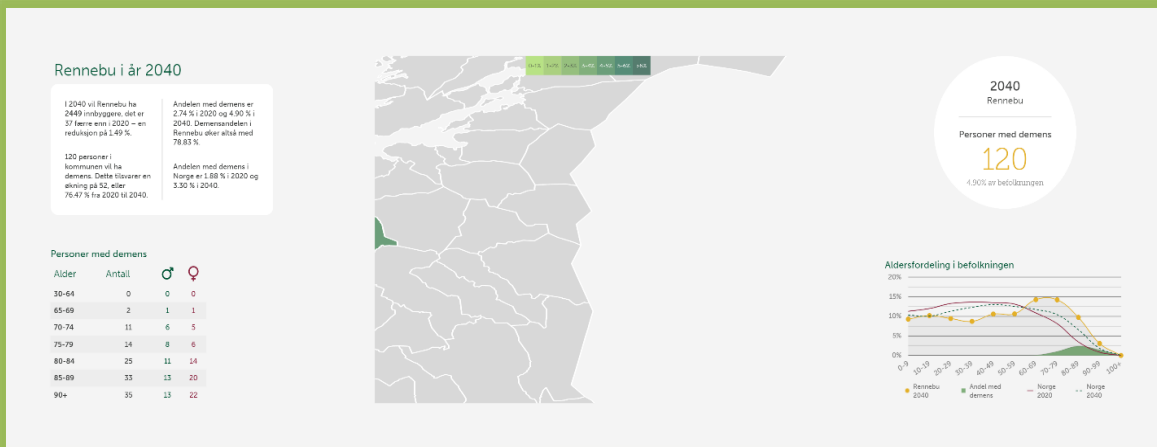 Rennebu i år 2040
I 2040 vil Rennebu ha
2449 innbyggere, det er
37 færre enn i 2020 – en
reduksjon på 1.49 %.
120 personer i
kommunen vil ha
demens. Dette tilsvarer en
økning på 52, eller
76.47 % fra 2020 til 2040.
Andelen med demens er
2.74 % i 2020 og 4.90 % i
2040. Demensandelen i
Rennebu øker altså med
78.83 %.
Andelen med demens i
Norge er 1.88 % i 2020 og
3.30 % i 2040.
Personer med demens
Alder Antall ♂ ♀
30-64 0 0 0
65-69 2 1 1
70-74 11 6 5
75-79 14 8 6
80-84 25 11 14
85-89 33 13 20
90+ 35 13 22
2040
Rennebu
Personer med demens
120
4.90% av befolkningen
Aldersfordeling i befolkningen
20%
15%
10%
5%
0%
0-9 10-19 20-29 30-39 40-49 50-59 60-69 70-79 80-89 90-99 100+
Rennebu
2040
Andel med
demens
Norge
2020
Norge
2040